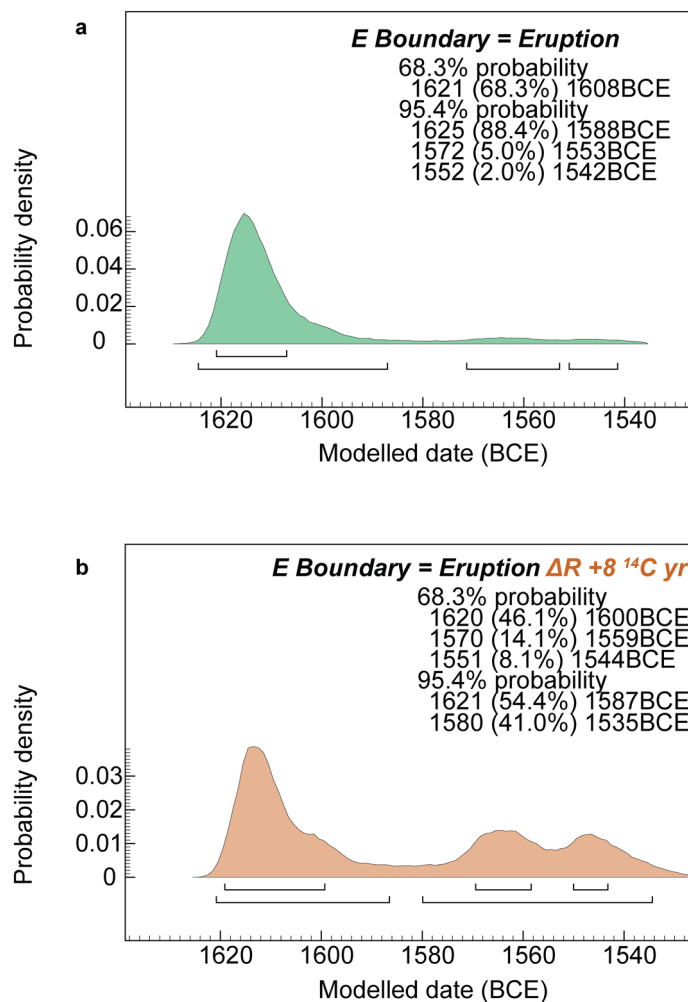 a
E Boundary = Eruption
68.3% probability
1621 (68.3%) 1608BCE
95.4% probability
1625 (88.4%) 1588BCE
1572 (5.0%) 1553BCE
1552 (2.0%) 1542BCE
Probability density
0.06
0.04
0.02
0
1620 1600 1580 1560 1540
Modelled date (BCE)
b
E Boundary = Eruption ΔR +8 ¹⁴C yr
68.3% probability
1620 (46.1%) 1600BCE
1570 (14.1%) 1559BCE
1551 (8.1%) 1544BCE
95.4% probability
1621 (54.4%) 1587BCE
1580 (41.0%) 1535BCE
Probability density
0.03
0.02
0.01
0
1620 1600 1580 1560 1540
Modelled date (BCE)